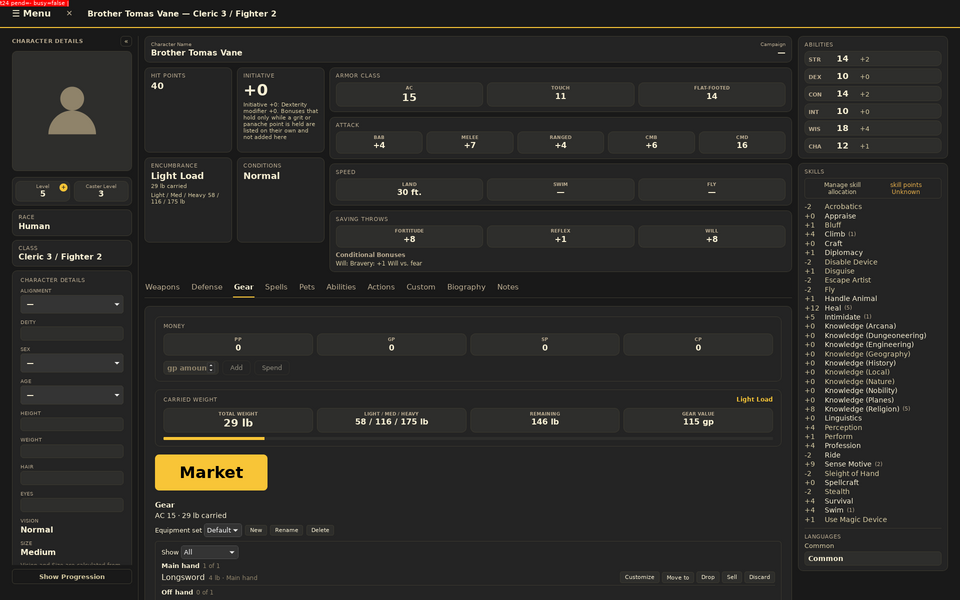 t24 pend=- busy=false |
☰ Menu × Brother Tomas Vane — Cleric 3 / Fighter 2
CHARACTER DETAILS
Level
5
Caster Level
3
RACE
Human
CLASS
Cleric 3 / Fighter 2
CHARACTER DETAILS
ALIGNMENT
—
DEITY
SEX
—
AGE
—
HEIGHT
WEIGHT
HAIR
EYES
VISION
Normal
SIZE
Medium
Show Progression
Character Name
Brother Tomas Vane
Campaign
—
HIT POINTS
40
INITIATIVE
+0
Initiative +0: Dexterity
modifier +0. Bonuses that
hold only while a grit or
panache point is held are
listed on their own and
not added here
ENCUMBRANCE
Light Load
29 lb carried
Light / Med / Heavy 58 /
116 / 175 lb
CONDITIONS
Normal
ARMOR CLASS
AC
15
TOUCH
11
FLAT-FOOTED
14
ATTACK
BAB
+4
MELEE
+7
RANGED
+4
CMB
+6
CMD
16
SPEED
LAND
30 ft.
SWIM
—
FLY
—
SAVING THROWS
FORTITUDE
+8
REFLEX
+1
WILL
+8
Conditional Bonuses
Will: Bravery: +1 Will vs. fear
Weapons Defense Gear Spells Pets Abilities Actions Custom Biography Notes
MONEY
PP
0
GP
0
SP
0
CP
0
gp amoun Add Spend
CARRIED WEIGHT Light Load
TOTAL WEIGHT
29 lb
LIGHT / MED / HEAVY
58 / 116 / 175 lb
REMAINING
146 lb
GEAR VALUE
115 gp
Market
Gear
AC 15 · 29 lb carried
Equipment set Default New Rename Delete
Show All
Main hand 1 of 1
Longsword 4 lb · Main hand Customize Move to Drop Sell Discard
Off hand 0 of 1
ABILITIES
STR 14 +2
DEX 10 +0
CON 14 +2
INT 10 +0
WIS 18 +4
CHA 12 +1
SKILLS
Manage skill
allocation
skill points
Unknown
-2 Acrobatics
+0 Appraise
+1 Bluff
+4 Climb (1)
+0 Craft
+1 Diplomacy
-2 Disable Device
+1 Disguise
-2 Escape Artist
-2 Fly
+1 Handle Animal
+12 Heal (5)
+5 Intimidate (1)
+0 Knowledge (Arcana)
+0 Knowledge (Dungeoneering)
+0 Knowledge (Engineering)
+0 Knowledge (Geography)
+0 Knowledge (History)
+0 Knowledge (Local)
+0 Knowledge (Nature)
+0 Knowledge (Nobility)
+0 Knowledge (Planes)
+8 Knowledge (Religion) (5)
+0 Linguistics
+4 Perception
+1 Perform
+4 Profession
-2 Ride
+9 Sense Motive (2)
-2 Sleight of Hand
+0 Spellcraft
-2 Stealth
+4 Survival
+4 Swim (1)
+1 Use Magic Device
LANGUAGES
Common
Common